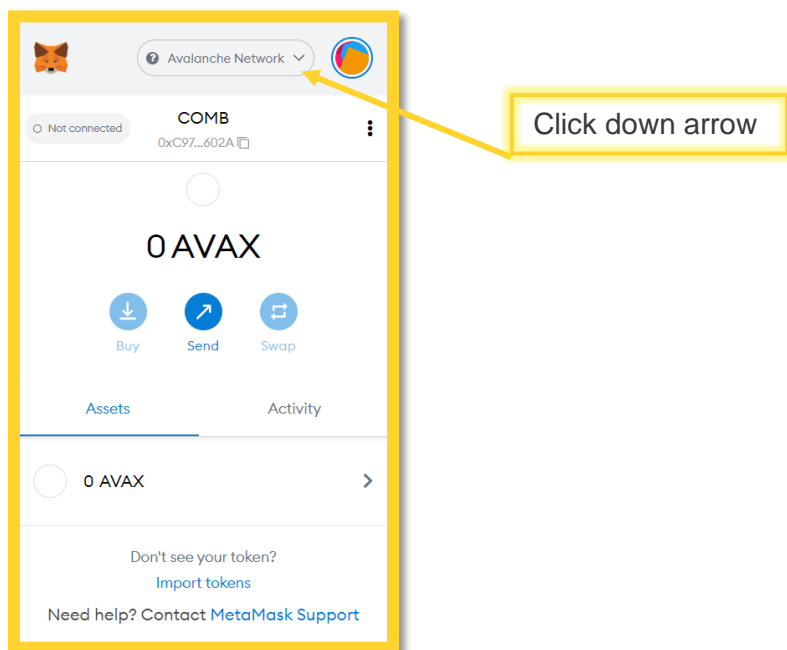 Avalanche Network
Click down arrow
Not connected
COMB
0xC97...602A
0 AVAX
Buy Send Swap
Assets Activity
0 AVAX
Don't see your token?
Import tokens
Need help? Contact MetaMask Support